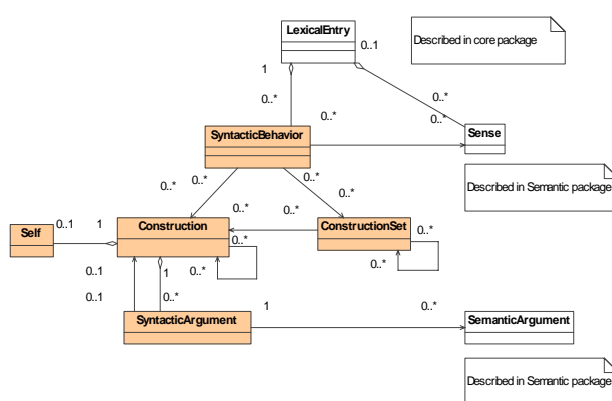 LexicalEntry
0..1
Described in core package
1
0..*
0..*
0..*
0..*
SyntacticBehavior
Sense
Described in Semantic package
0..*
0..*
0..*
0..*
0..1
1
0..*
0..*
Self
Construction
ConstructionSet
0..*
0..*
0..*
0..*
0..1
1
0..1
0..*
1
0..*
SyntacticArgument
SemanticArgument
Described in Semantic package